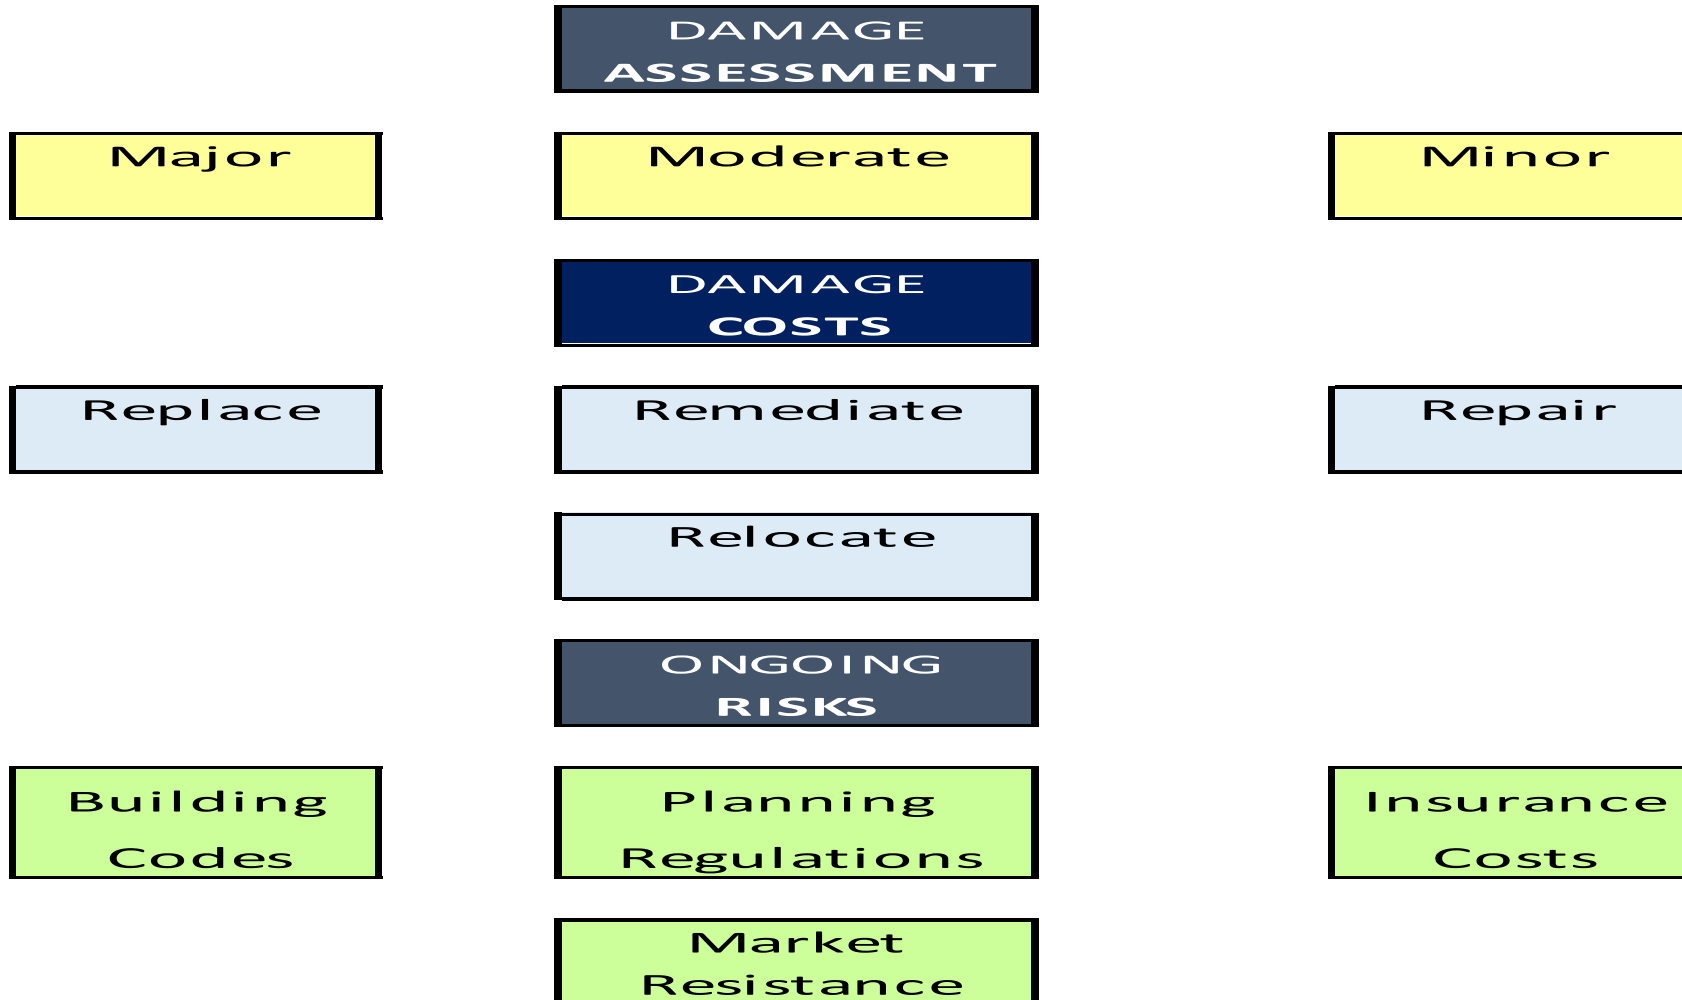 DAMAGE
ASSESSMENT
Major
Moderate
Minor
DAMAGE
COSTS
Replace
Remediate
Repair
Relocate
ONGOING
RISKS
Building
Codes
Planning
Regulations
Insurance
Costs
Market
Resistance